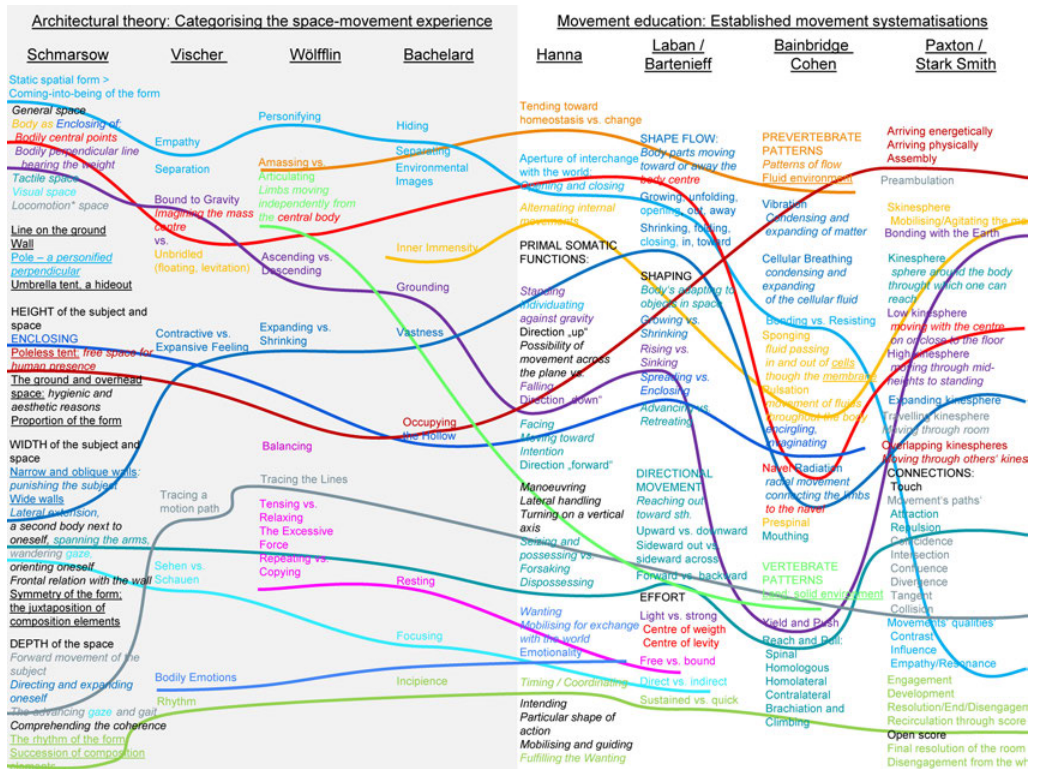 Architectural theory: Categorising the space-movement experience
Movement education: Established movement systematisations
Schmarsow
Vischer
Wölfflin
Bachelard
Hanna
Laban /
Bartenieff
Bainbridge
Cohen
Paxton /
Stark Smith
Static spatial form >
Coming-into-being of the form
General space
Body as Enclosing of:
Bodily central points
Bodily perpendicular line
bearing the weight
Tactile space
Visual space
Locomotion* space
Line on the ground
Wall
Pole – a personified
perpendicular
Umbrella tent, a hideout
HEIGHT of the subject and
space
ENCLOSING
Poleless tent: free space for
human presence
The ground and overhead
space: hygienic and
aesthetic reasons
Proportion of the form
WIDTH of the subject and
space
Narrow and oblique walls:
punishing the subject
Wide walls
Lateral extension,
a second body next to
oneself, spanning the arms,
wandering gaze,
orienting oneself
Frontal relation with the wall
Symmetry of the form:
the juxtaposition of
composition elements
DEPTH of the space
Forward movement of the
subject
Directing and expanding
oneself
The advancing gaze and gait
Comprehending the coherence
The rhythm of the form
Succession of composition
elements
Empathy
Separation
Bound to Gravity
Imagining the mass
centre
vs.
Unbridled
(floating, levitation)
Contractive vs.
Expansive Feeling
Tracing a
motion path
Sehen vs.
Schauen
Bodily Emotions
Rhythm
Personifying
Amassing vs.
Articulating
Limbs moving
independently from
the central body
Ascending vs.
Descending
Expanding vs.
Shrinking
Balancing
Tracing the Lines
Tensing vs.
Relaxing
The Excessive
Force
Repeating vs.
Copying
Hiding
Separating
Environmental
Images
Inner Immensity
Grounding
Vastness
Occupying
the Hollow
Resting
Focusing
Incipience
Tending toward
homeostasis vs. change
Aperture of interchange
with the world:
Opening and closing
Alternating internal
movements
PRIMAL SOMATIC
FUNCTIONS:
Standing
Individuating
against gravity
Direction „up"
Possibility of
movement across
the plane vs.
Falling
Direction „down"
Facing
Moving toward
Intention
Direction „forward"
Manoeuvring
Lateral handling
Turning on a vertical
axis
Seizing and
possessing vs.
Forsaking
Dispossessing
Wanting
Mobilising for exchange
with the world
Emotionality
Timing / Coordinating
Intending
Particular shape of
action
Mobilising and guiding
Fulfilling the Wanting
SHAPE FLOW:
Body parts moving
toward or away the
body centre
Growing, unfolding,
opening, out, away
Shrinking, folding,
closing, in, toward
SHAPING
Body's adapting to
objects in space
Growing vs.
Shrinking
Rising vs.
Sinking
Spreading vs.
Enclosing
Advancing vs.
Retreating
DIRECTIONAL
MOVEMENT
Reaching out
toward sth.
Upward vs. downward
Sideward out vs.
sideward across
Forward vs. backward
EFFORT
Light vs. strong
Centre of weigth
Centre of levity
Free vs. bound
Direct vs. indirect
Sustained vs. quick
PREVERTEBRATE
PATTERNS
Patterns of flow
Fluid environment
Vibration
Condensing and
expanding of matter
Cellular Breathing
condensing and
expanding
of the cellular fluid
Bonding vs. Resisting
Sponging
fluid passing
in and out of cells
though the membrane
Pulsation
movement of fluids
throughout the body
encirgling,
invaginating
Navel Radiation
radial movement
connecting the limbs
to the navel
Prespinal
Mouthing
VERTEBRATE
PATTERNS
Land: solid environment
Yield and Push
Reach and Pull:
Spinal
Homologous
Homolateral
Contralateral
Brachiation and
Climbing
Arriving energetically
Arriving physically
Assembly
Preambulation
Skinesphere
Mobilising/Agitating the
Bonding with the Earth
Kinesphere
sphere around the body
throught which one can
reach
Low kinesphere
moving with the centre
on or close to the floor
High kinesphere
moving through mid-
heights to standing
Expanding kinesphere
Travelling kinesphere
Moving through room
Overlapping kinespheres
Moving through others' kines
CONNECTIONS:
Touch
Movement's paths'
Attraction
Repulsion
Coincidence
Intersection
Confluence
Divergence
Tangent
Collision
Movements' qualities
Contrast
Influence
Empathy/Resonance
Engagement
Development
Resolution/End/Disengagem
Recirculation through score
Open score
Final resolution of the room
Disengagement from the wh